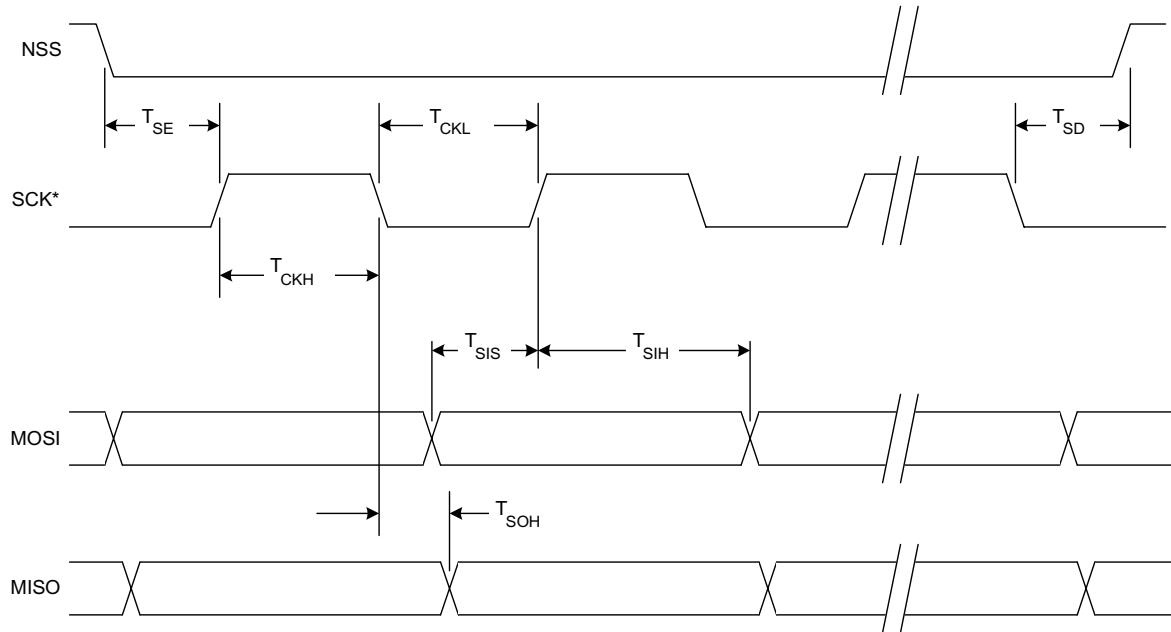 NSS
T_SE
T_CKL
T_SD
SCK*
T_CKH
T_SIS
T_SIH
MOSI
T_SOH
MISO